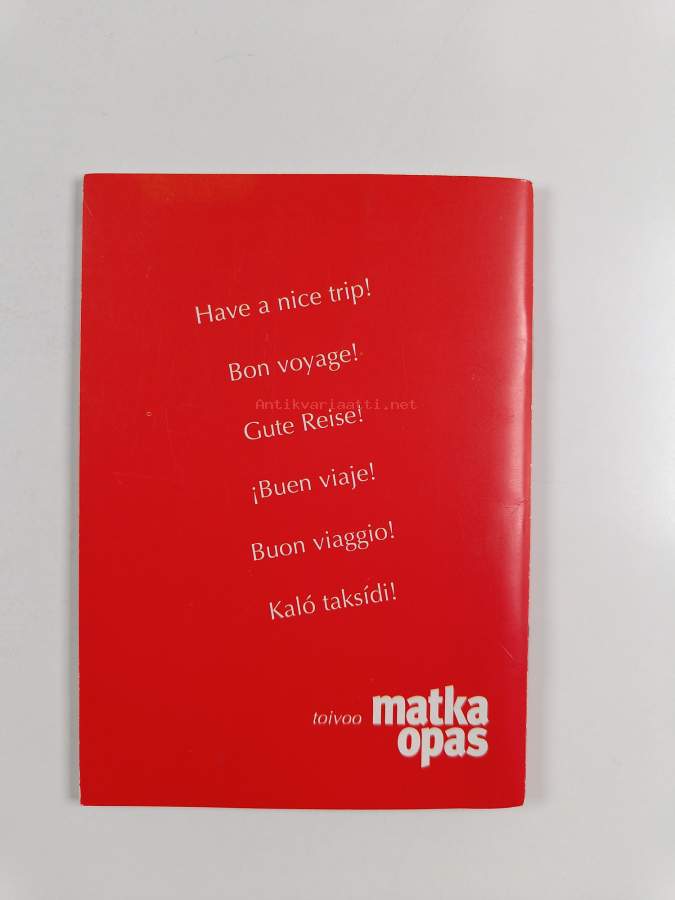 Have a nice trip!
Bon voyage!
Antikvariaatti.net
Gute Reise!
¡Buen viaje!
Buon viaggio!
Kaló taksídi!
toivoo matka
opas